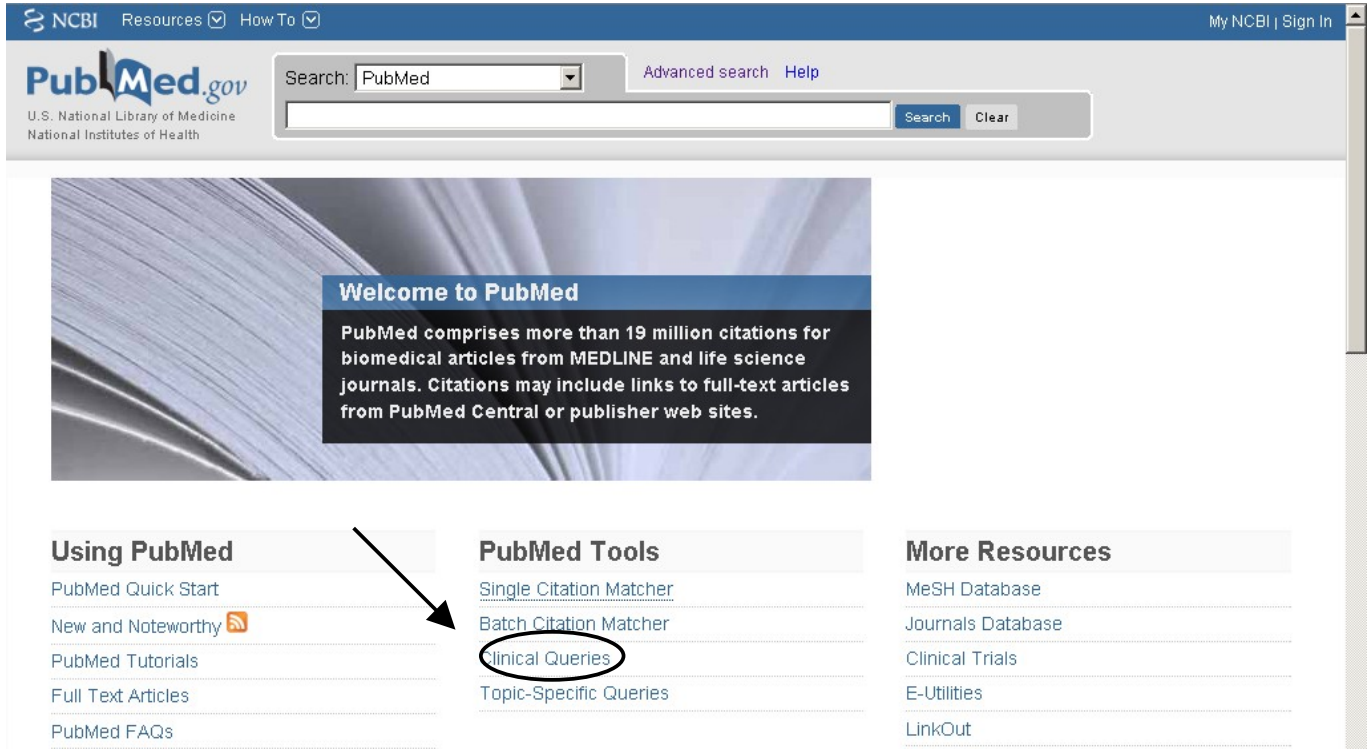 NCBI Resources How To My NCBI | Sign In
PubMed.gov
U.S. National Library of Medicine
National Institutes of Health
Search: PubMed
Advanced search Help
Search Clear
Welcome to PubMed
PubMed comprises more than 19 million citations for
biomedical articles from MEDLINE and life science
journals. Citations may include links to full-text articles
from PubMed Central or publisher web sites.
Using PubMed
PubMed Quick Start
New and Noteworthy
PubMed Tutorials
Full Text Articles
PubMed FAQs
PubMed Tools
Single Citation Matcher
Batch Citation Matcher
Clinical Queries
Topic-Specific Queries
More Resources
MeSH Database
Journals Database
Clinical Trials
E-Utilities
LinkOut